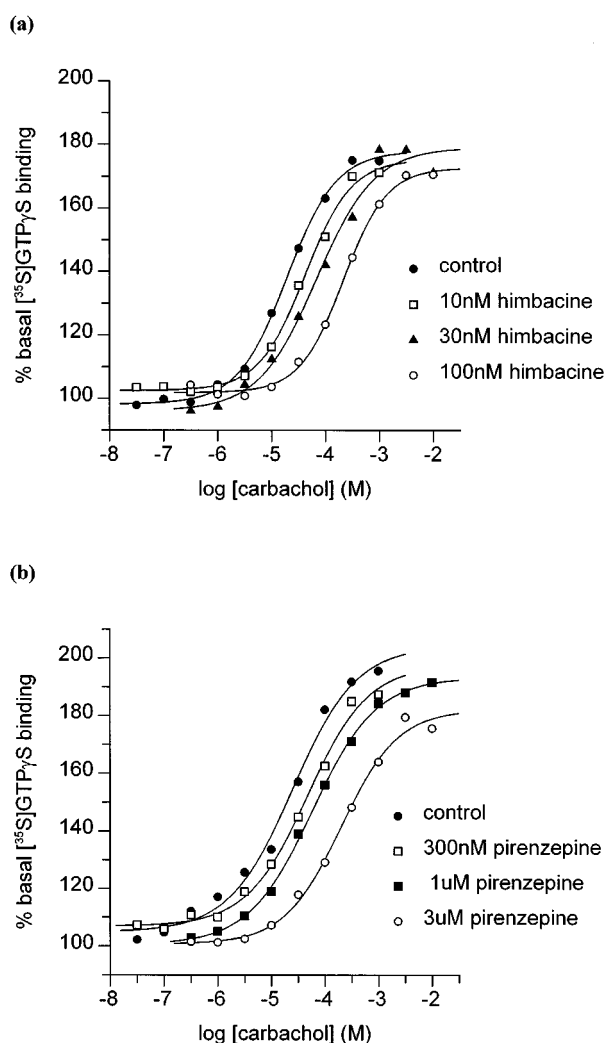 (a)
200
180
160
140
120
100
% basal [³⁵S]GTPγS binding
control
10nM himbacine
30nM himbacine
100nM himbacine
-8 -7 -6 -5 -4 -3 -2
log [carbachol] (M)
(b)
200
180
160
140
120
100
% basal [³⁵S]GTPγS binding
control
300nM pirenzepine
1uM pirenzepine
3uM pirenzepine
-8 -7 -6 -5 -4 -3 -2
log [carbachol] (M)